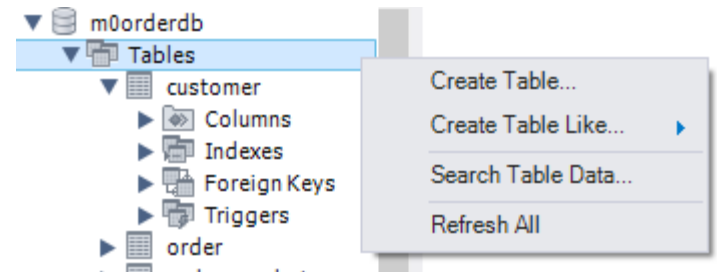 m0orderdb
Tables
customer
Columns
Indexes
Foreign Keys
Triggers
order
Create Table...
Create Table Like...
Search Table Data...
Refresh All